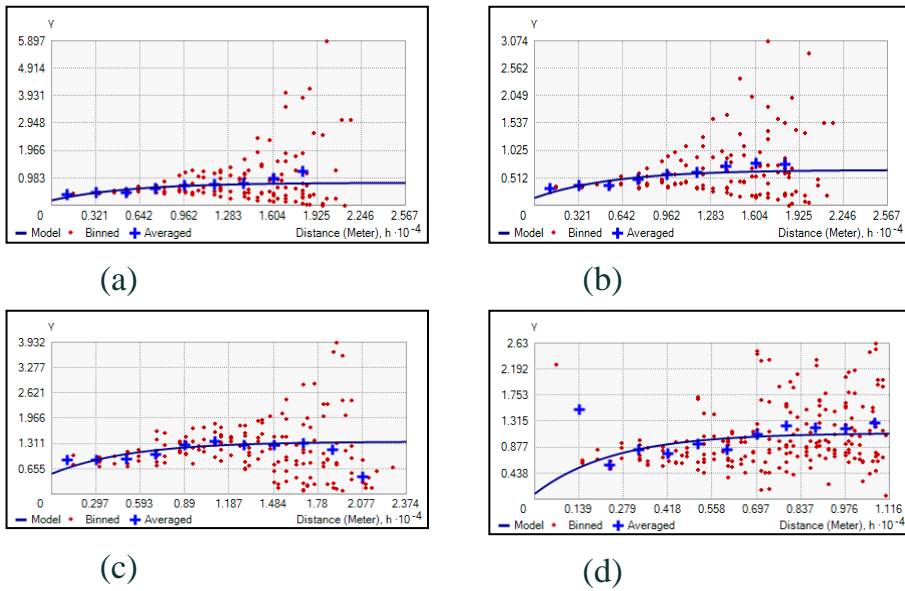 Y
5.897
4.914
3.931
2.948
1.966
0.983
0 0.321 0.642 0.962 1.283 1.604 1.925 2.246 2.567
Model Binned Averaged Distance (Meter), h ·10⁻⁴
(a)
Y
3.074
2.562
2.049
1.537
1.025
0.512
0 0.321 0.642 0.962 1.283 1.604 1.925 2.246 2.567
Model Binned Averaged Distance (Meter), h ·10⁻⁴
(b)
Y
3.932
3.277
2.621
1.966
1.311
0.655
0 0.297 0.593 0.89 1.187 1.484 1.78 2.077 2.374
Model Binned Averaged Distance (Meter), h ·10⁻⁴
(c)
Y
2.63
2.192
1.753
1.315
0.877
0.438
0 0.139 0.279 0.418 0.558 0.697 0.837 0.976 1.116
Model Binned Averaged Distance (Meter), h ·10⁻⁴
(d)